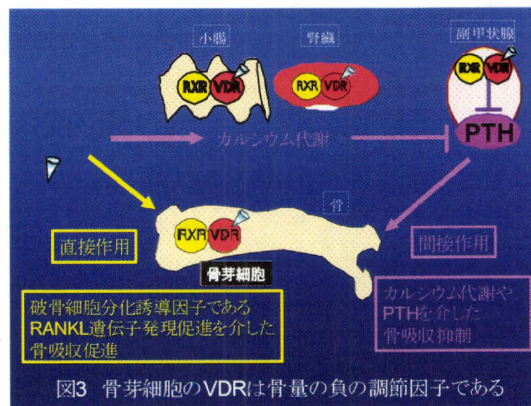 小腸
腎臓
副甲状腺
RXR VDR
RXR VDR
RXR VDR
PTH
カルシウム代謝
骨
RXR VDR
骨芽細胞
直接作用
間接作用
破骨細胞分化誘導因子である
RANKL遺伝子発現促進を介した
骨吸収促進
カルシウム代謝や
PTHを介した
骨吸収抑制
図3 骨芽細胞のVDRは骨量の負の調節因子である